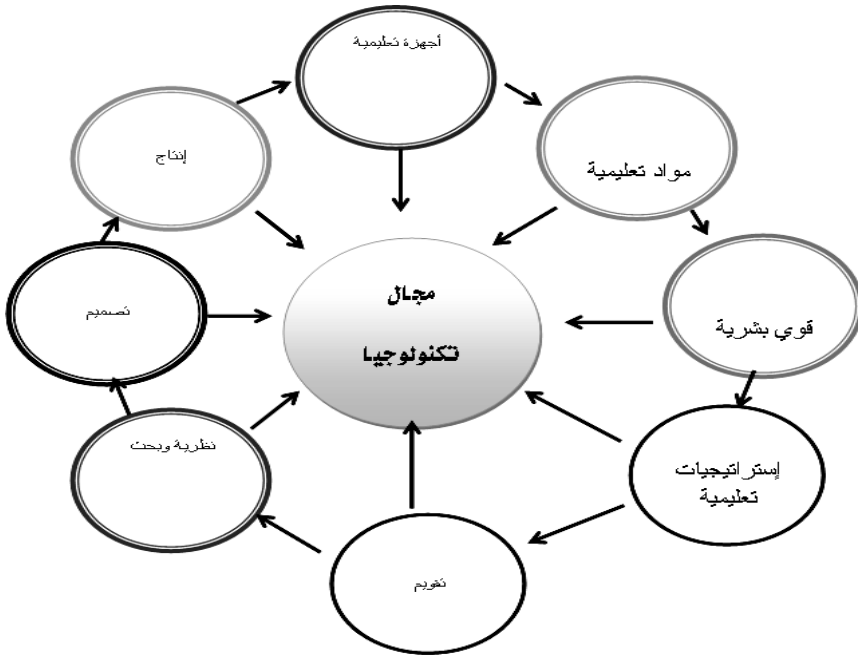 أجهزة تعليمية
مواد تعليمية
قوي بشرية
إستراتيجيات
تعليمية
تقويم
نظرية وبحث
تصميم
إنتاج
مجال
تكنولوجيا